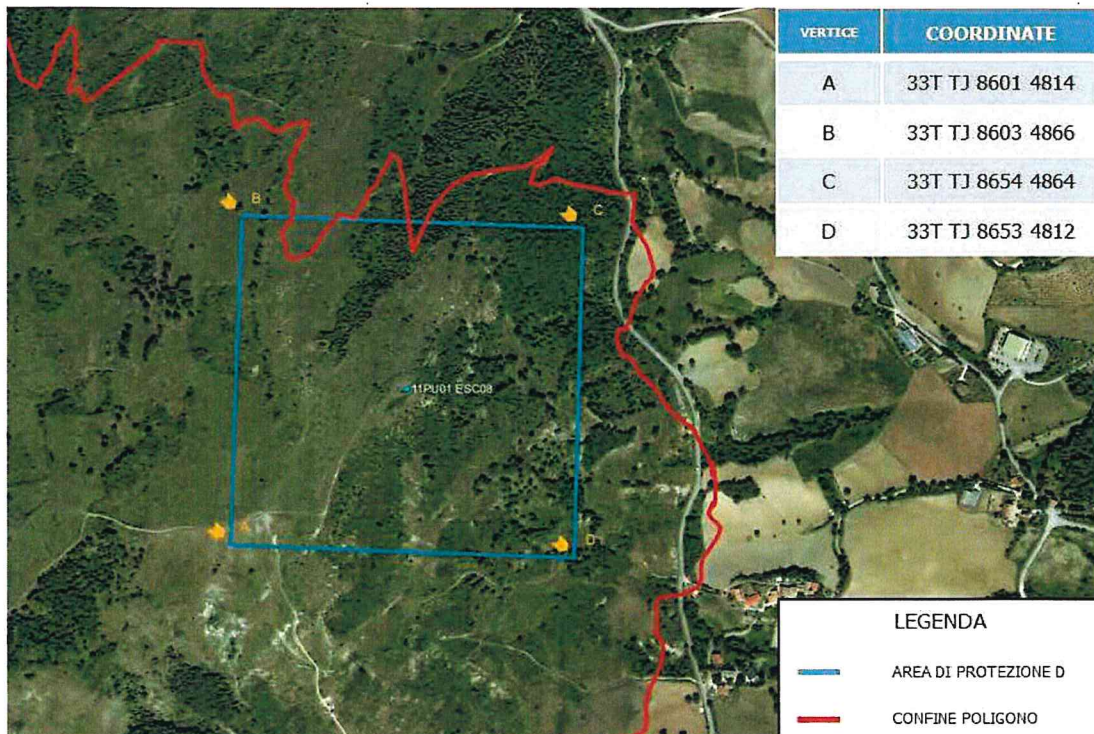 VERTICE COORDINATE
A 33T TJ 8601 4814
B 33T TJ 8603 4866
C 33T TJ 8654 4864
D 33T TJ 8653 4812
B
C
11PU01 ESC08
A
D
LEGENDA
AREA DI PROTEZIONE D
CONFINE POLIGONO